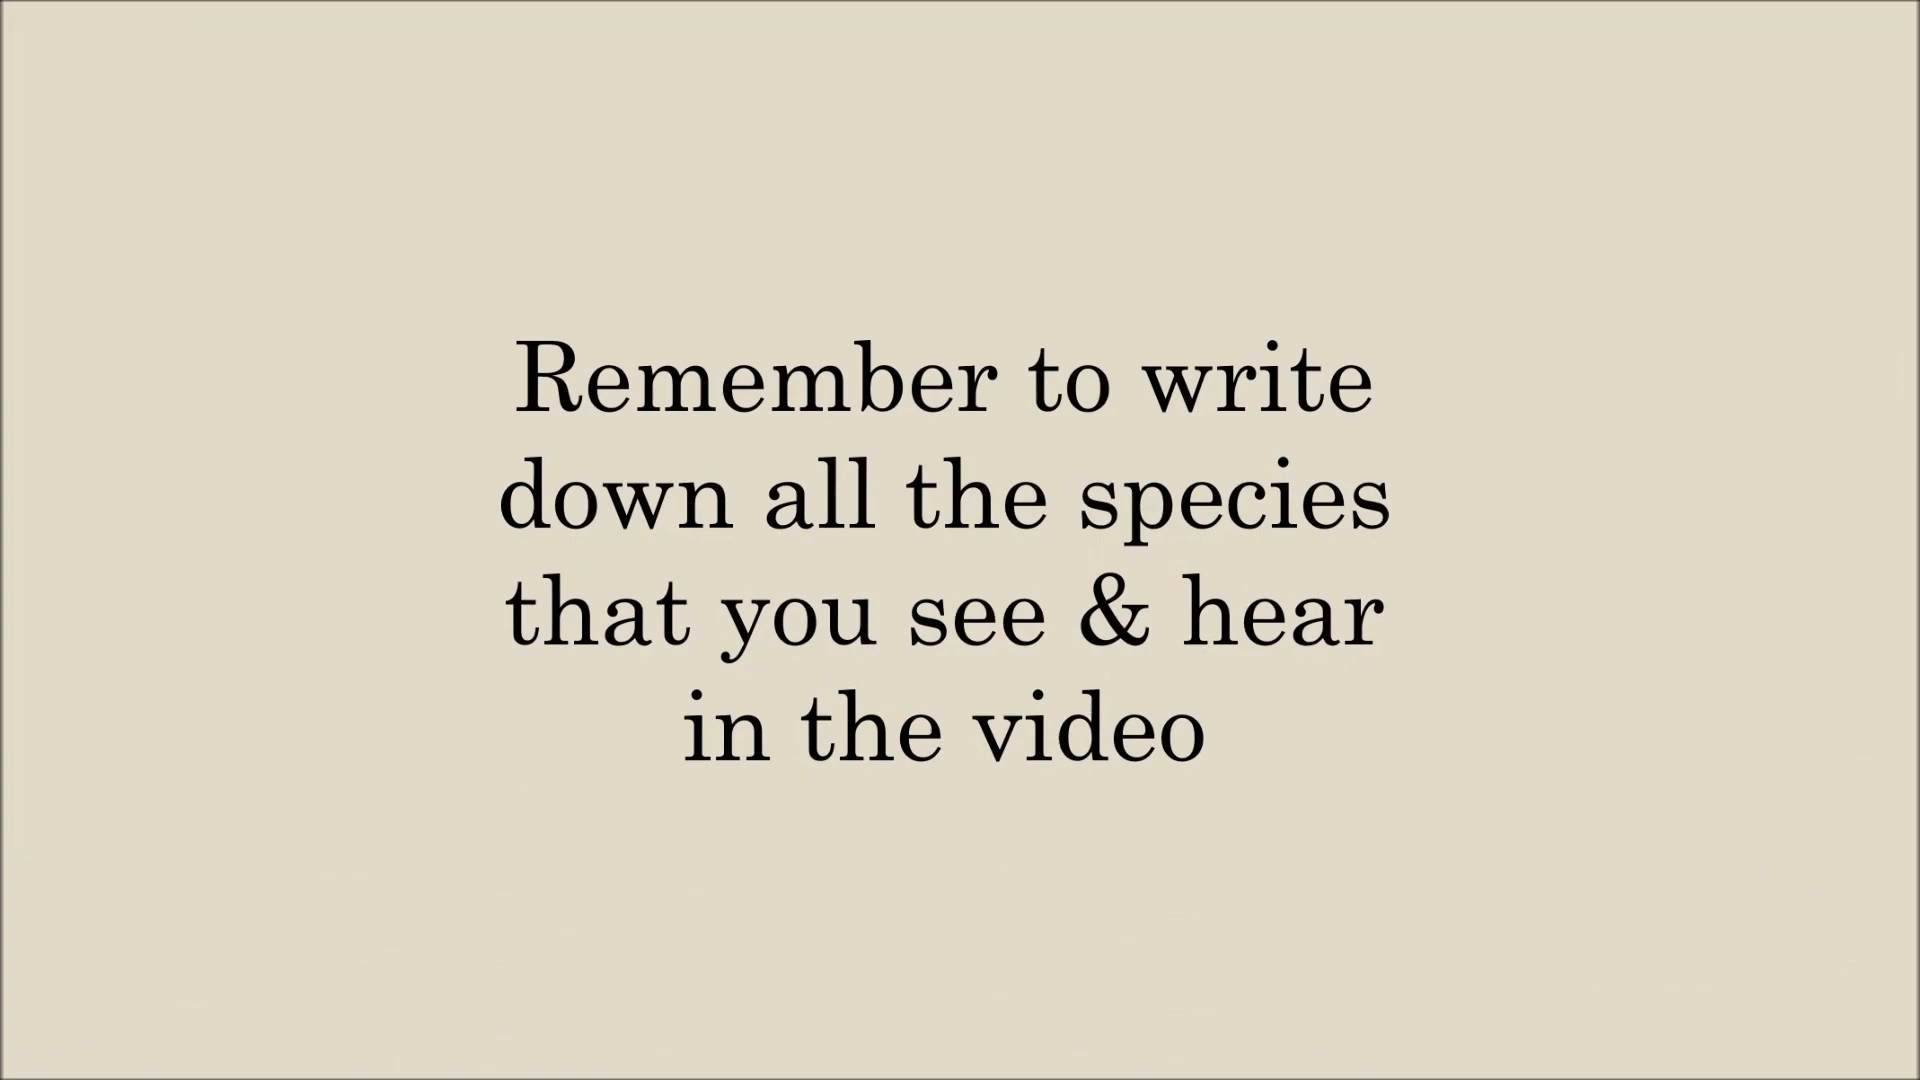 Remember to write
down all the species
that you see & hear
in the video